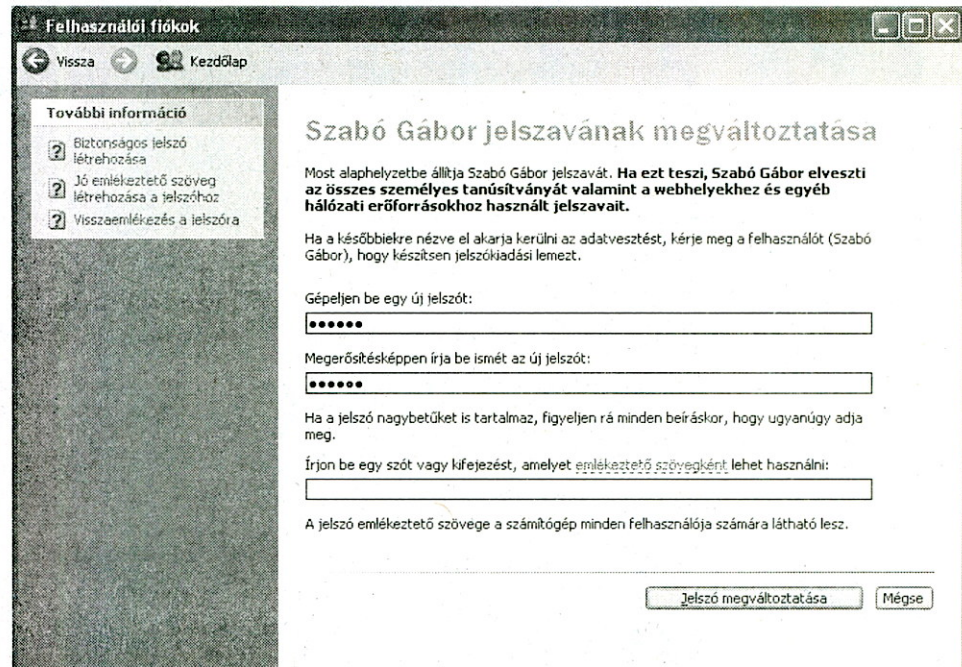 Felhasználói fiókok
Vissza Kezdőlap
További információ
Biztonságos jelszó
létrehozása
Jó emlékeztető szöveg
létrehozása a jelszóhoz
Visszaemlékezés a jelszóra
Szabó Gábor jelszavának megváltoztatása
Most alaphelyzetbe állítja Szabó Gábor jelszavát. Ha ezt teszi, Szabó Gábor elveszti
az összes személyes tanúsítványát valamint a webhelyekhez és egyéb
hálózati erőforrásokhoz használt jelszavait.
Ha a későbbiekre nézve el akarja kerülni az adatvesztést, kérje meg a felhasználót (Szabó
Gábor), hogy készítsen jelszókiadási lemezt.
Gépeljen be egy új jelszót:
••••••
Megerősítésképpen írja be ismét az új jelszót:
••••••
Ha a jelszó nagybetűket is tartalmaz, figyeljen rá minden beíráskor, hogy ugyanúgy adja
meg.
Írjon be egy szót vagy kifejezést, amelyet emlékeztető szövegként lehet használni:
A jelszó emlékeztető szövege a számítógép minden felhasználója számára látható lesz.
Jelszó megváltoztatása Mégse